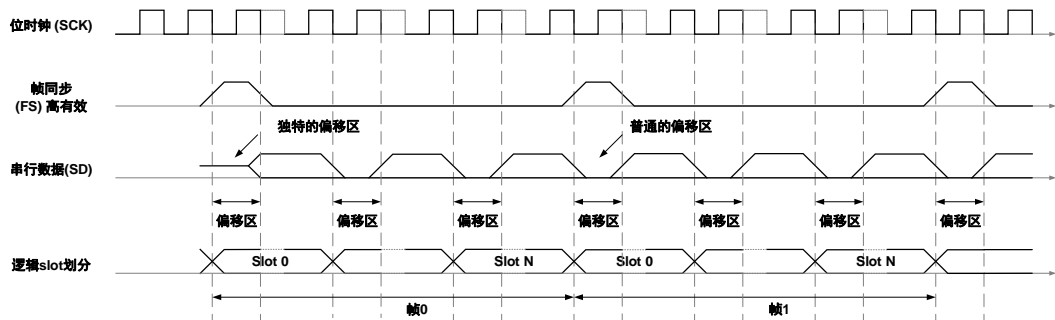 位时钟 (SCK)
帧同步
(FS) 高有效
独特的偏移区
普通的偏移区
串行数据(SD)
偏移区
偏移区
偏移区
偏移区
偏移区
偏移区
偏移区
逻辑slot划分
Slot 0
Slot N
Slot 0
Slot N
帧0
帧1